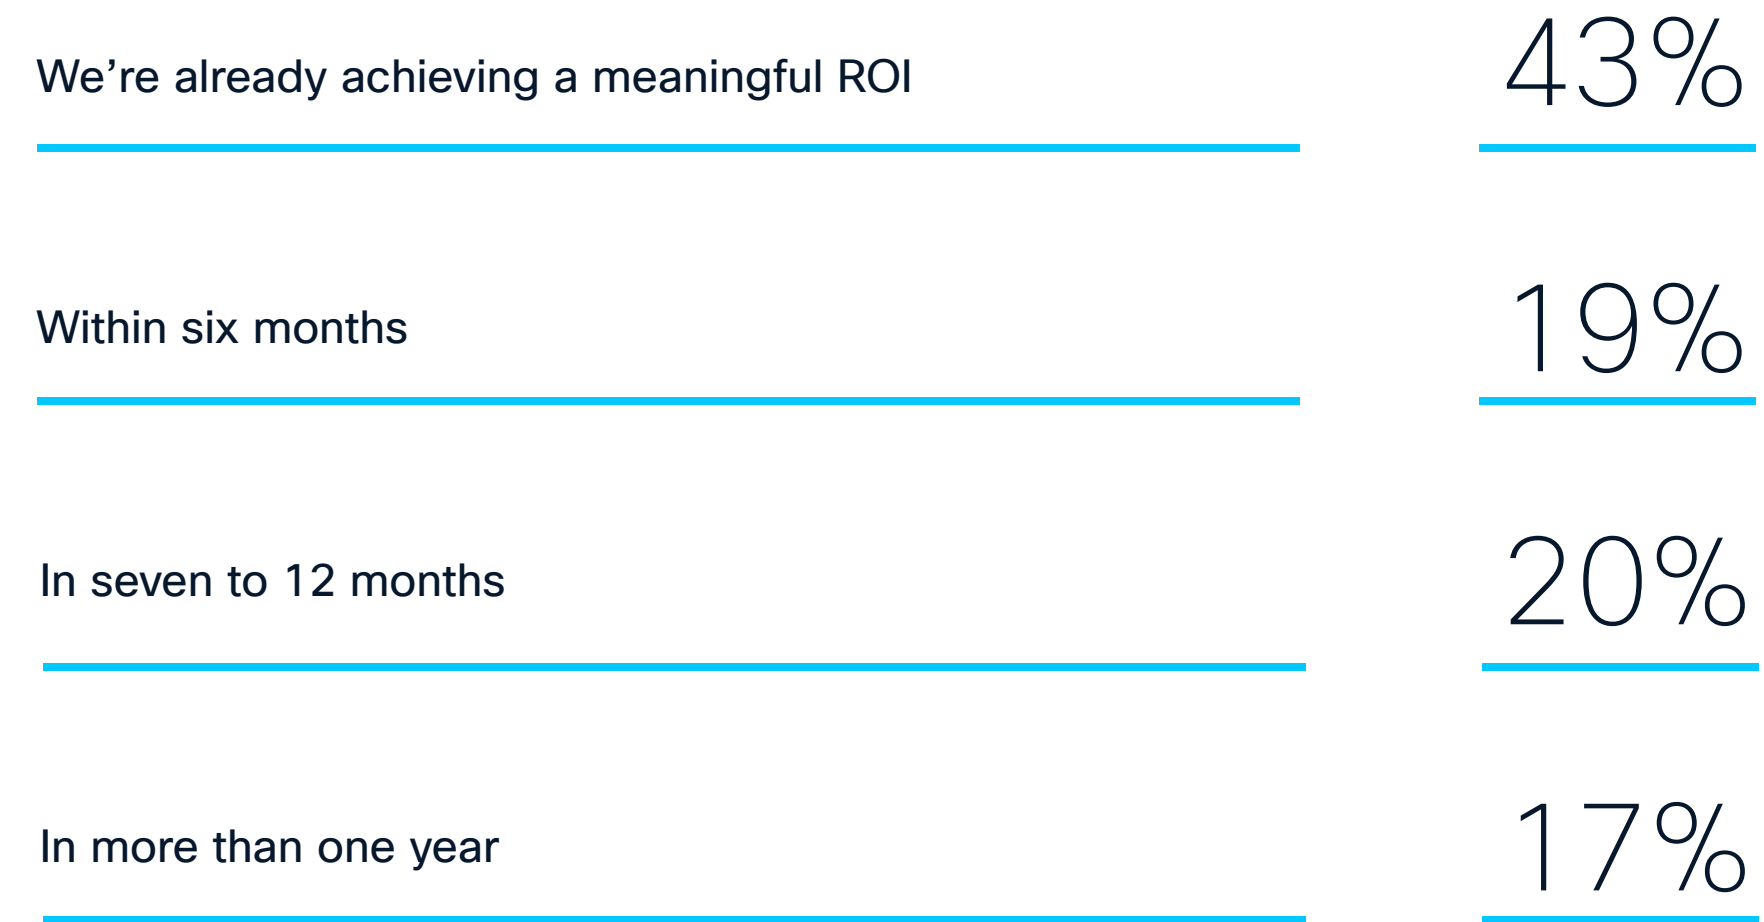 We’re already achieving a meaningful ROI 43%
Within six months 19%
In seven to 12 months 20%
In more than one year 17%